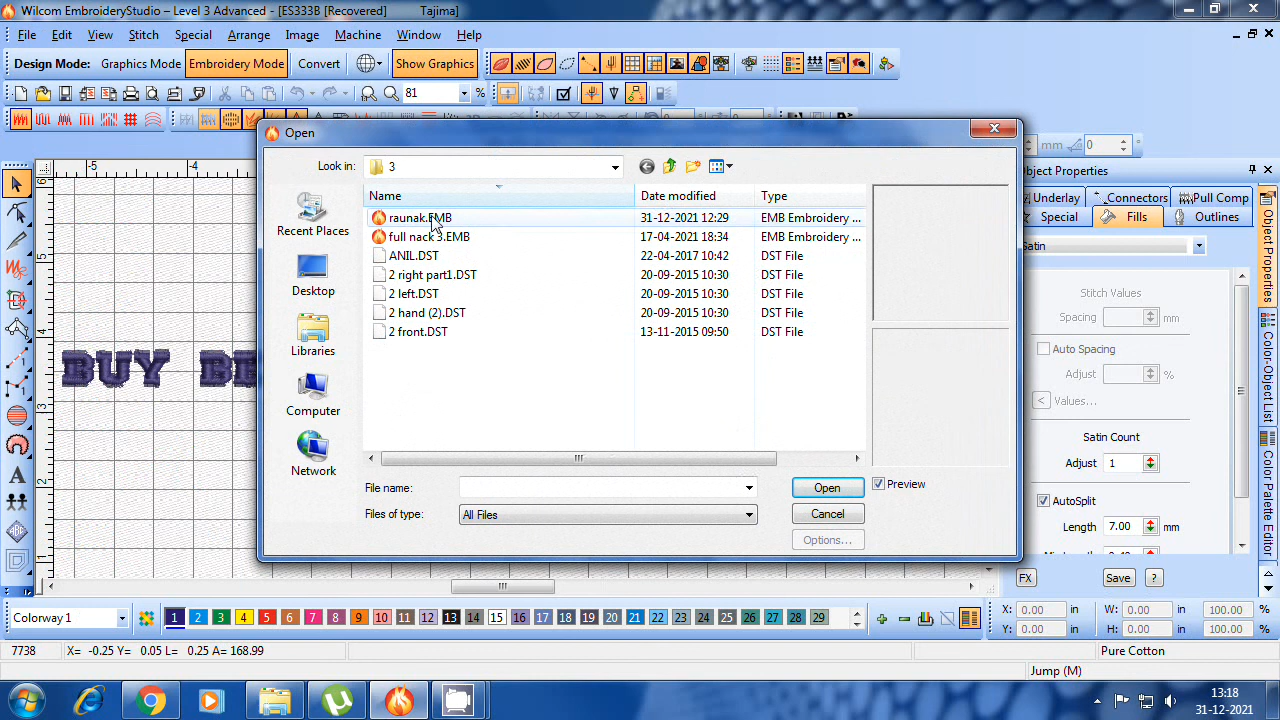 Wilcom EmbroideryStudio – Level 3 Advanced - [ES333B [Recovered] Tajima]
File Edit View Stitch Special Arrange Image Machine Window Help
Design Mode: Graphics Mode Embroidery Mode Convert Show Graphics
81 %
Open
0 °
Look in: 3
-5 -4
Object Properties
Name Date modified Type
Underlay Connectors Pull Comp
Special Fills Outlines
Recent Places
raunak.EMB 31-12-2021 12:29 EMB Embroidery ...
full nack 3.EMB 17-04-2021 18:34 EMB Embroidery ...
ANIL.DST 22-04-2017 10:42 DST File
2 right part1.DST 20-09-2015 10:30 DST File
2 left.DST 20-09-2015 10:30 DST File
2 hand (2).DST 20-09-2015 10:30 DST File
2 front.DST 13-11-2015 09:50 DST File
Desktop
Libraries
Computer
Network
Satin
Stitch Values
Spacing mm
Auto Spacing
Adjust %
< Values...
Satin Count
Adjust 1
AutoSplit
Length 7.00 mm
Object Properties
Color-Object List
Color Palette Editor
BUY BE
6 5 4 3 2 1
File name: Open
Preview
Files of type: All Files Cancel
Options...
FX Save ?
Colorway 1
1 2 3 4 5 6 7 8 9 10 11 12 13 14 15 16 17 18 19 20 21 22 23 24 25 26 27 28 29
X: 0.00 in W: 0.00 in 100.00 %
Y: 0.00 in H: 0.00 in 100.00 %
7738 X= -0.25 Y= 0.05 L= 0.25 A= 168.99 Pure Cotton
Jump (M)
13:18
31-12-2021